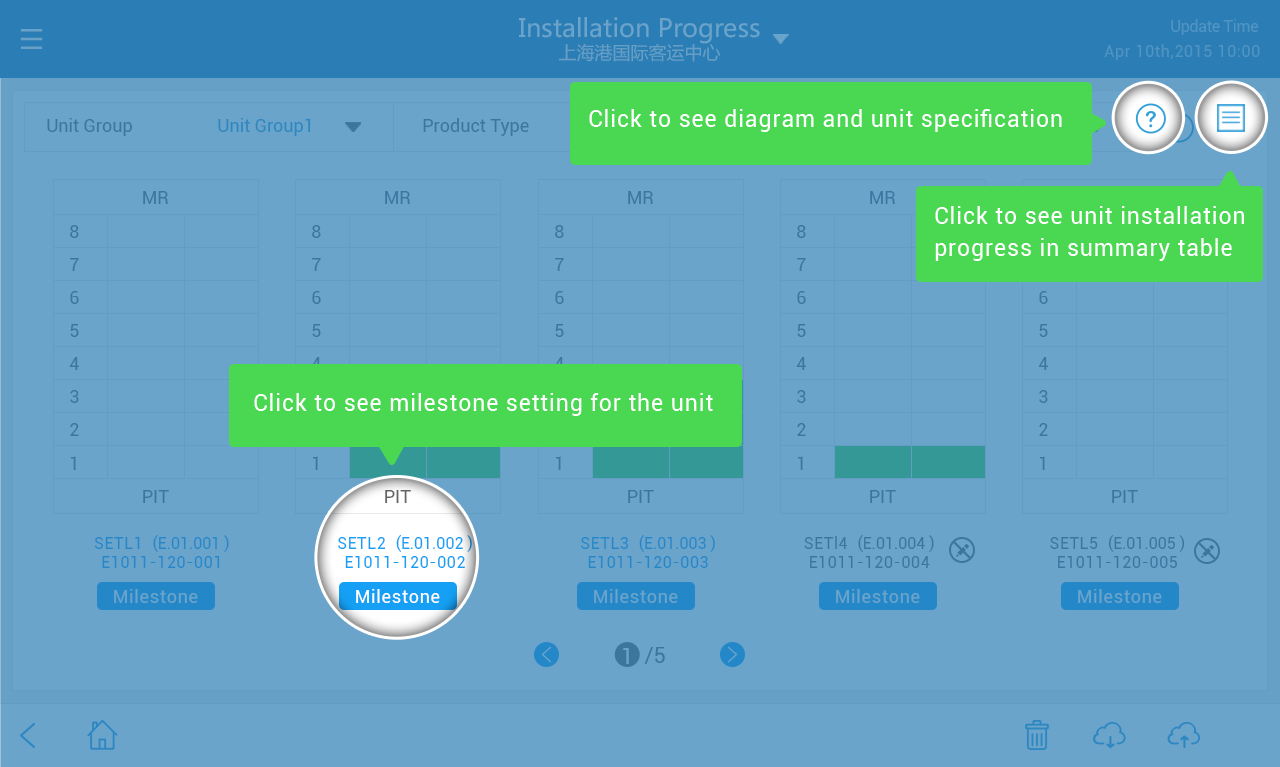 Installation Progress
上海港国际客运中心
Update Time
Apr 10th,2015 10:00
Unit Group
Unit Group1
Product Type
Click to see diagram and unit specification
?
Click to see unit installation
progress in summary table
MR
8
7
6
5
4
3
2
1
PIT
MR
8
7
6
5
4
1
PIT
MR
8
7
6
5
4
1
PIT
MR
8
7
6
5
4
3
2
1
PIT
6
5
4
3
2
1
PIT
Click to see milestone setting for the unit
SETL1 (E.01.001 )
E1011-120-001
Milestone
SETL2 (E.01.002 )
E1011-120-002
Milestone
SETL3 (E.01.003 )
E1011-120-003
Milestone
SETl4 (E.01.004 )
E1011-120-004
Milestone
SETL5 (E.01.005 )
E1011-120-005
Milestone
1 /5